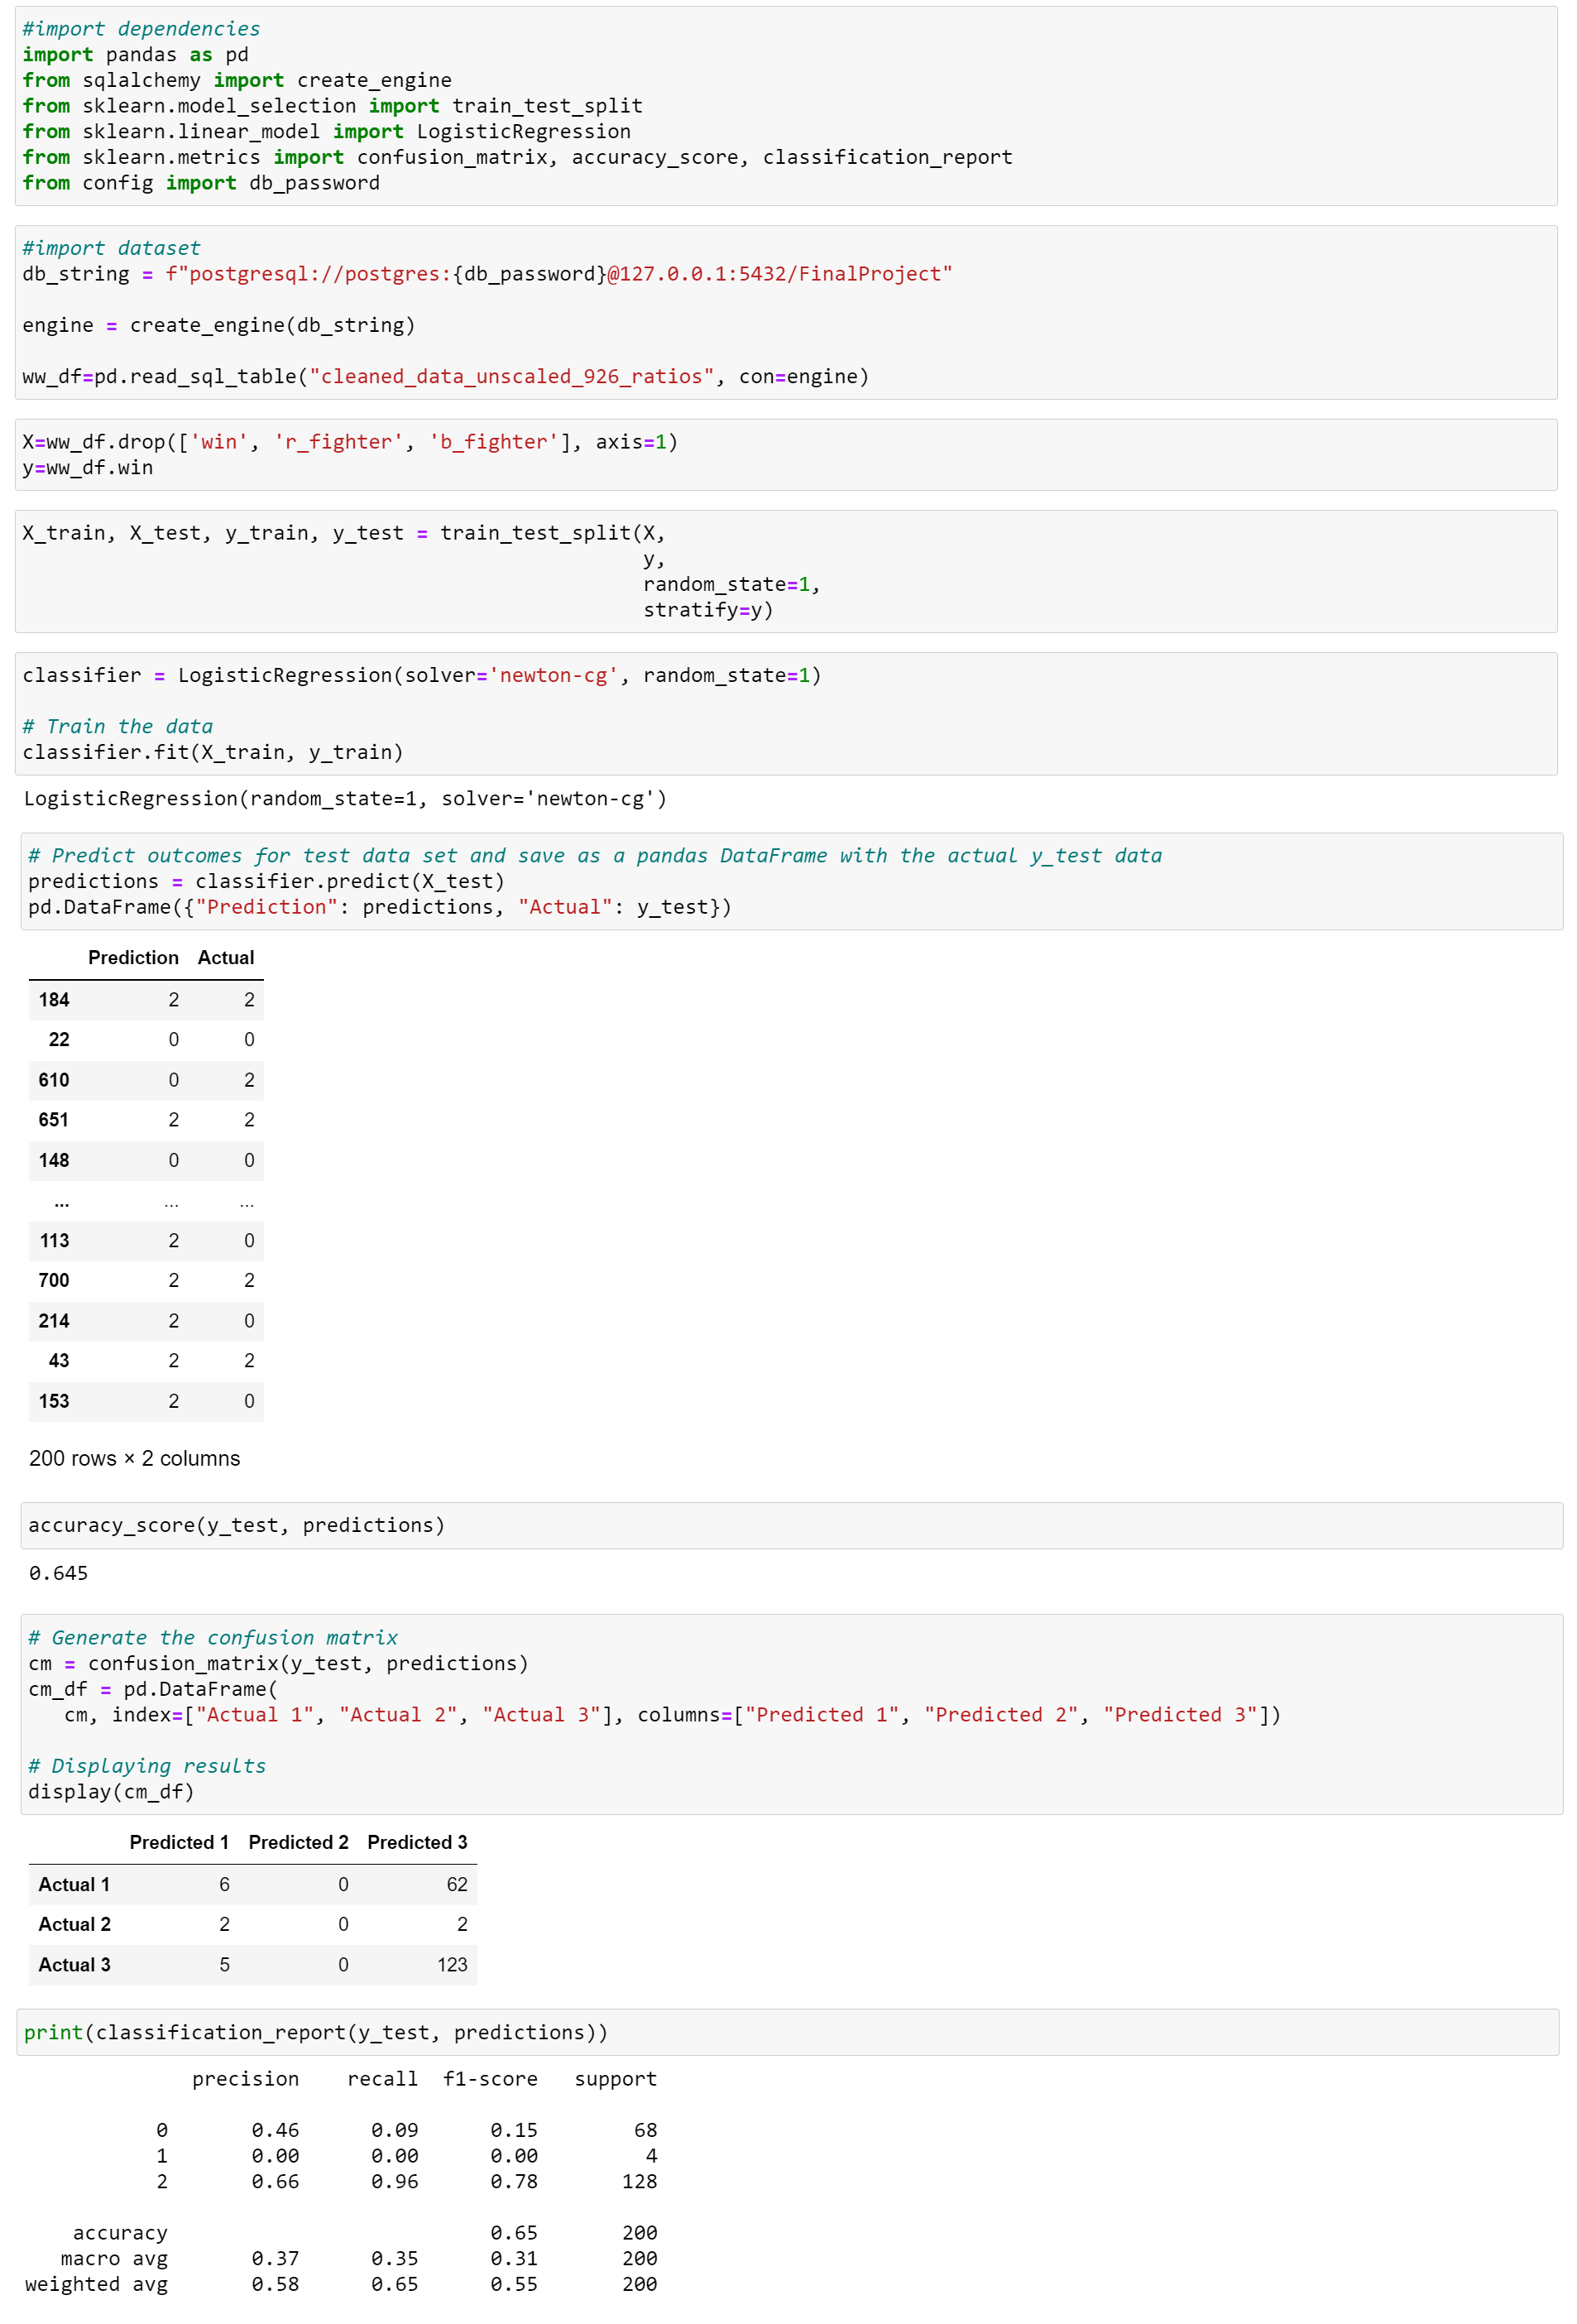 #import dependencies
import pandas as pd
from sqlalchemy import create_engine
from sklearn.model_selection import train_test_split
from sklearn.linear_model import LogisticRegression
from sklearn.metrics import confusion_matrix, accuracy_score, classification_report
from config import db_password
#import dataset
db_string = f"postgresql://postgres:{db_password}@127.0.0.1:5432/FinalProject"
engine = create_engine(db_string)
ww_df=pd.read_sql_table("cleaned_data_unscaled_926_ratios", con=engine)
X=ww_df.drop(['win', 'r_fighter', 'b_fighter'], axis=1)
y=ww_df.win
X_train, X_test, y_train, y_test = train_test_split(X,
y,
random_state=1,
stratify=y)
classifier = LogisticRegression(solver='newton-cg', random_state=1)
# Train the data
classifier.fit(X_train, y_train)
LogisticRegression(random_state=1, solver='newton-cg')
# Predict outcomes for test data set and save as a pandas DataFrame with the actual y_test data
predictions = classifier.predict(X_test)
pd.DataFrame({"Prediction": predictions, "Actual": y_test})
Prediction Actual
184 2 2
22 0 0
610 0 2
651 2 2
148 0 0
... ... ...
113 2 0
700 2 2
214 2 0
43 2 2
153 2 0
200 rows × 2 columns
accuracy_score(y_test, predictions)
0.645
# Generate the confusion matrix
cm = confusion_matrix(y_test, predictions)
cm_df = pd.DataFrame(
cm, index=["Actual 1", "Actual 2", "Actual 3"], columns=["Predicted 1", "Predicted 2", "Predicted 3"])
# Displaying results
display(cm_df)
Predicted 1 Predicted 2 Predicted 3
Actual 1 6 0 62
Actual 2 2 0 2
Actual 3 5 0 123
print(classification_report(y_test, predictions))
precision recall f1-score support
0 0.46 0.09 0.15 68
1 0.00 0.00 0.00 4
2 0.66 0.96 0.78 128
accuracy 0.65 200
macro avg 0.37 0.35 0.31 200
weighted avg 0.58 0.65 0.55 200